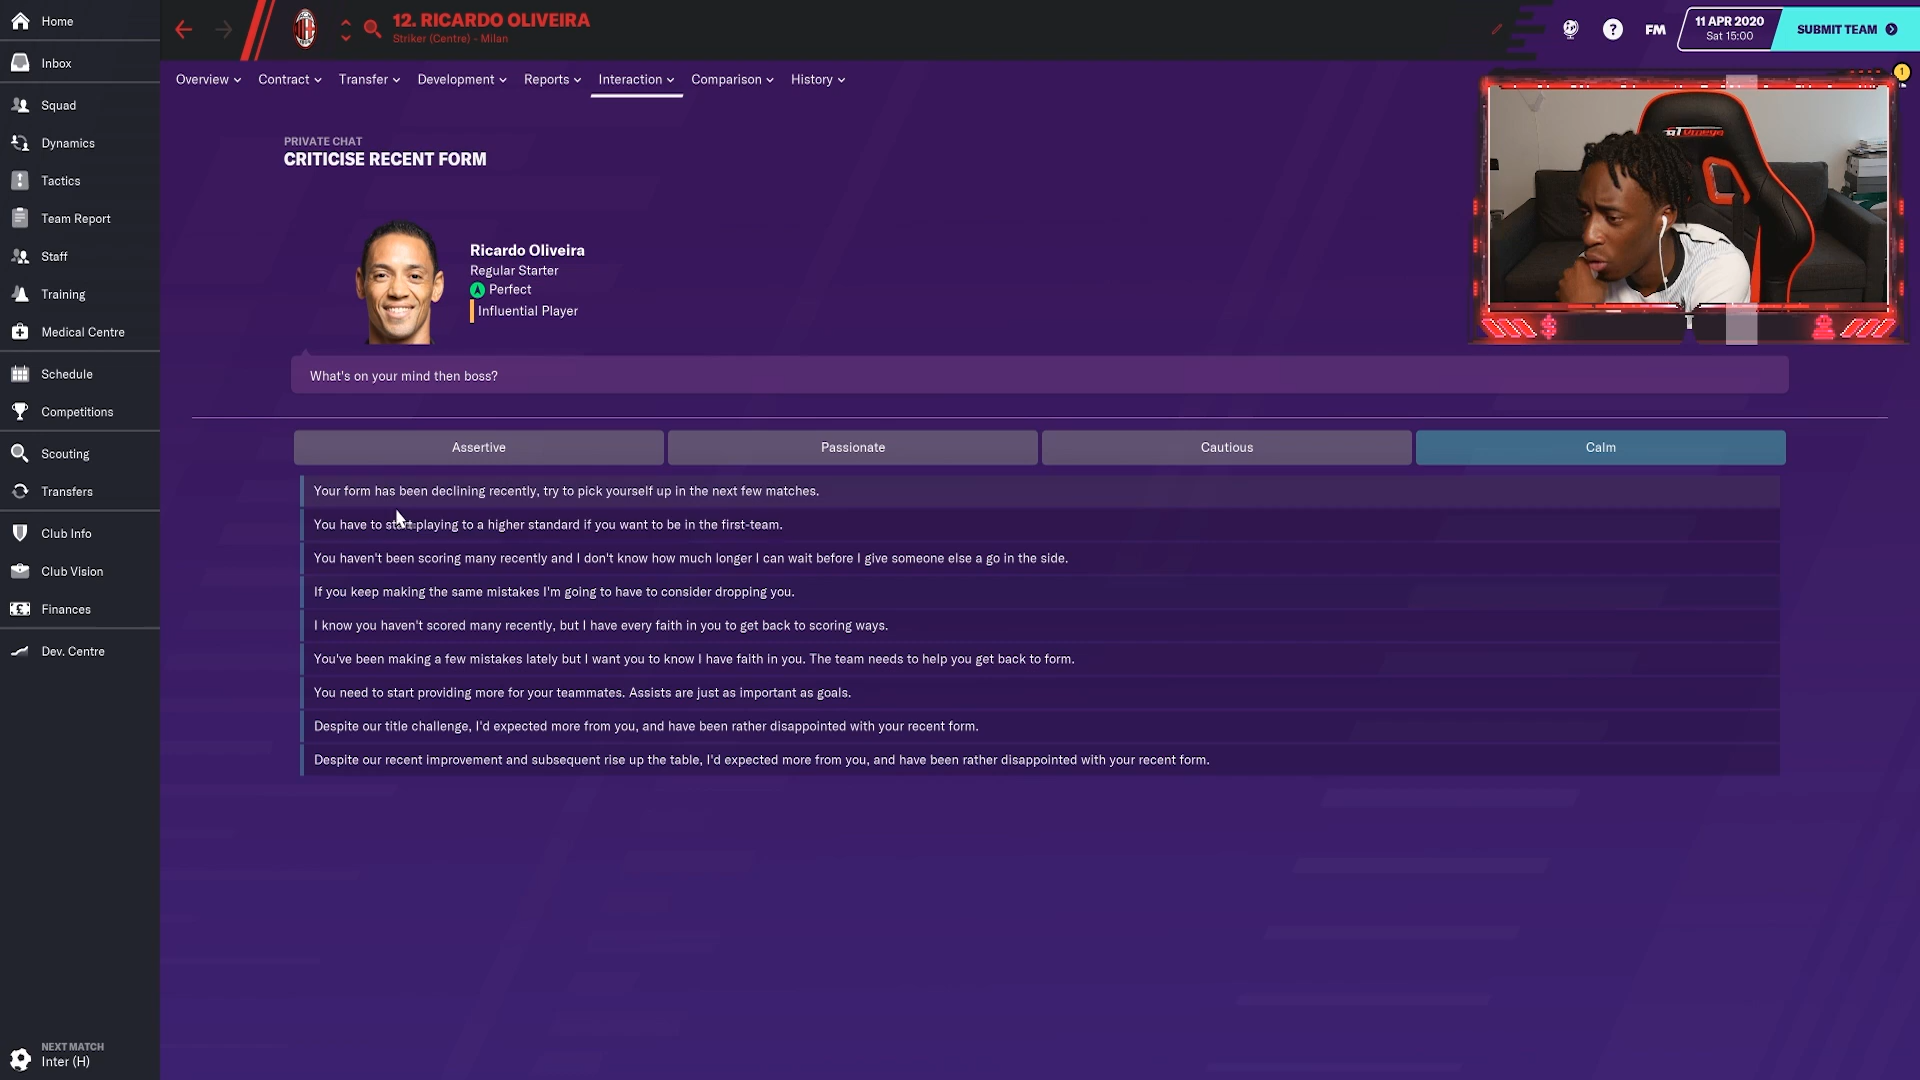 Home
Inbox
Squad
Dynamics
Tactics
Team Report
Staff
Training
Medical Centre
Schedule
Competitions
Scouting
Transfers
Club Info
Club Vision
Finances
Dev. Centre
NEXT MATCH
Inter (H)
12. RICARDO OLIVEIRA
Striker (Centre) - Milan
FM
11 APR 2020
Sat 15:00
SUBMIT TEAM
1
Overview
Contract
Transfer
Development
Reports
Interaction
Comparison
History
PRIVATE CHAT
CRITICISE RECENT FORM
Ricardo Oliveira
Regular Starter
Perfect
Influential Player
What's on your mind then boss?
Assertive
Passionate
Cautious
Calm
Your form has been declining recently, try to pick yourself up in the next few matches.
You have to start playing to a higher standard if you want to be in the first-team.
You haven't been scoring many recently and I don't know how much longer I can wait before I give someone else a go in the side.
If you keep making the same mistakes I'm going to have to consider dropping you.
I know you haven't scored many recently, but I have every faith in you to get back to scoring ways.
You've been making a few mistakes lately but I want you to know I have faith in you. The team needs to help you get back to form.
You need to start providing more for your teammates. Assists are just as important as goals.
Despite our title challenge, I'd expected more from you, and have been rather disappointed with your recent form.
Despite our recent improvement and subsequent rise up the table, I'd expected more from you, and have been rather disappointed with your recent form.